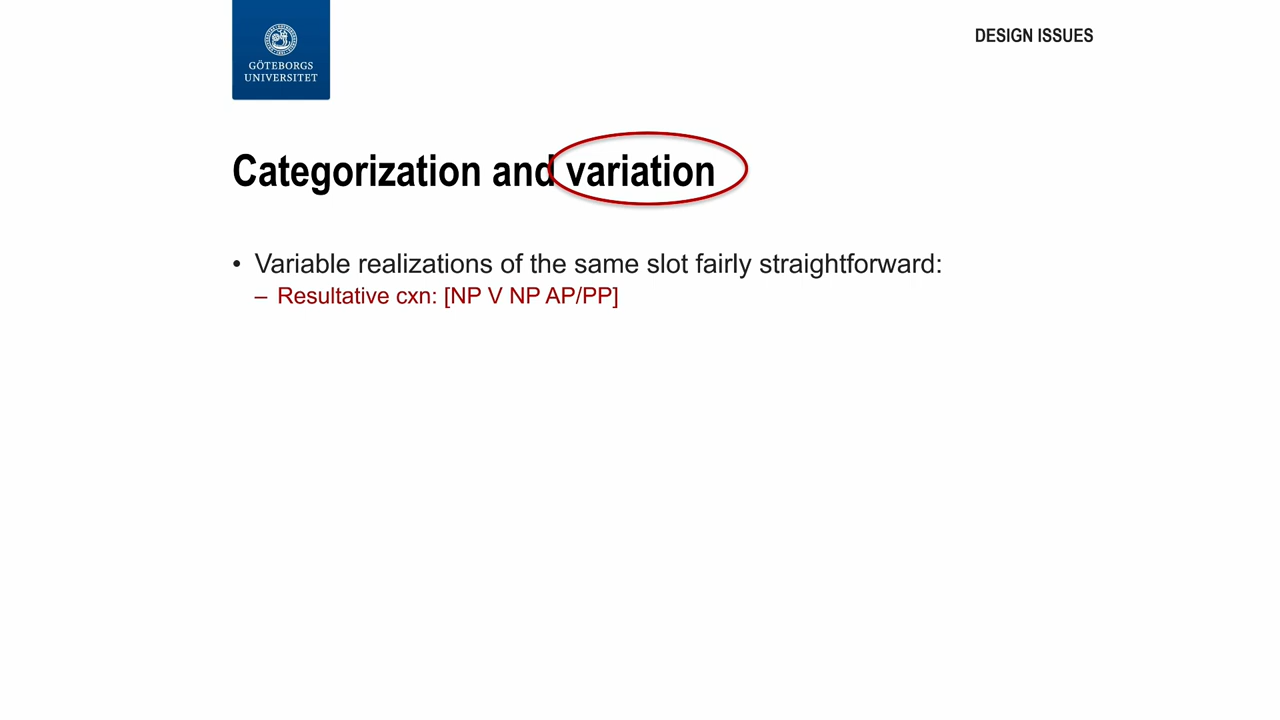 GÖTEBORGS
UNIVERSITET
DESIGN ISSUES
Categorization and variation
• Variable realizations of the same slot fairly straightforward:
– Resultative cxn: [NP V NP AP/PP]